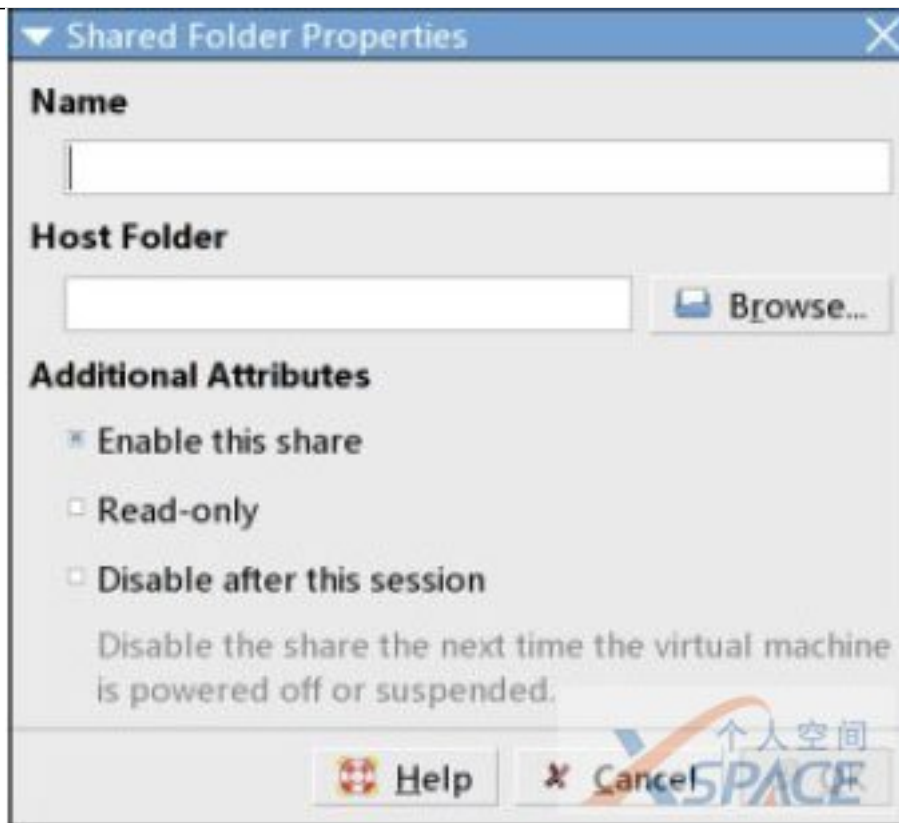 Shared Folder Properties
Name
Host Folder
Browse...
Additional Attributes
Enable this share
Read-only
Disable after this session
Disable the share the next time the virtual machine
is powered off or suspended.
个人空间
Help
Cancel
XSPACE